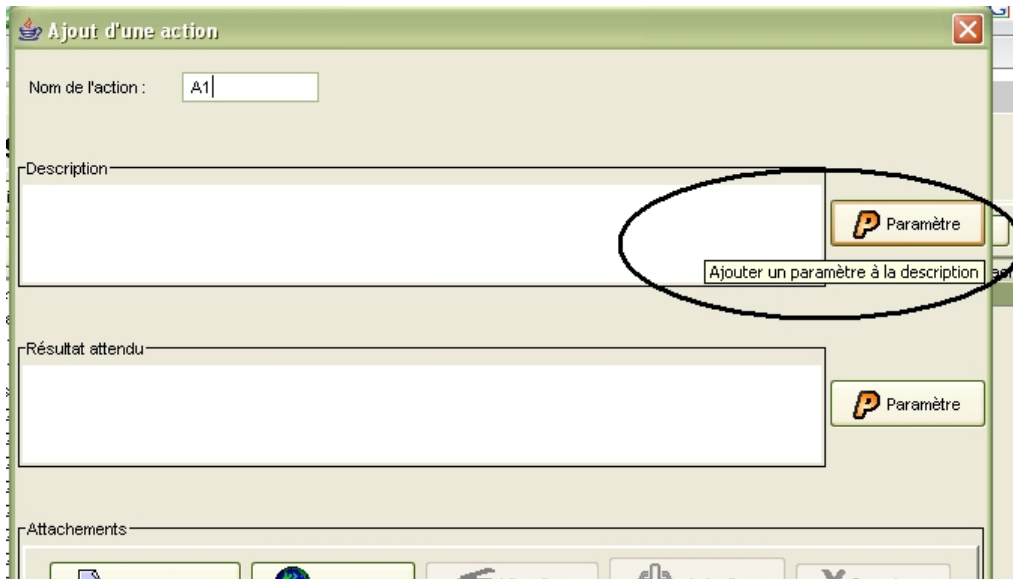 Ajout d'une action
Nom de l'action :
A1
Description
Paramètre
Ajouter un paramètre à la description
Résultat attendu
Paramètre
Attachements